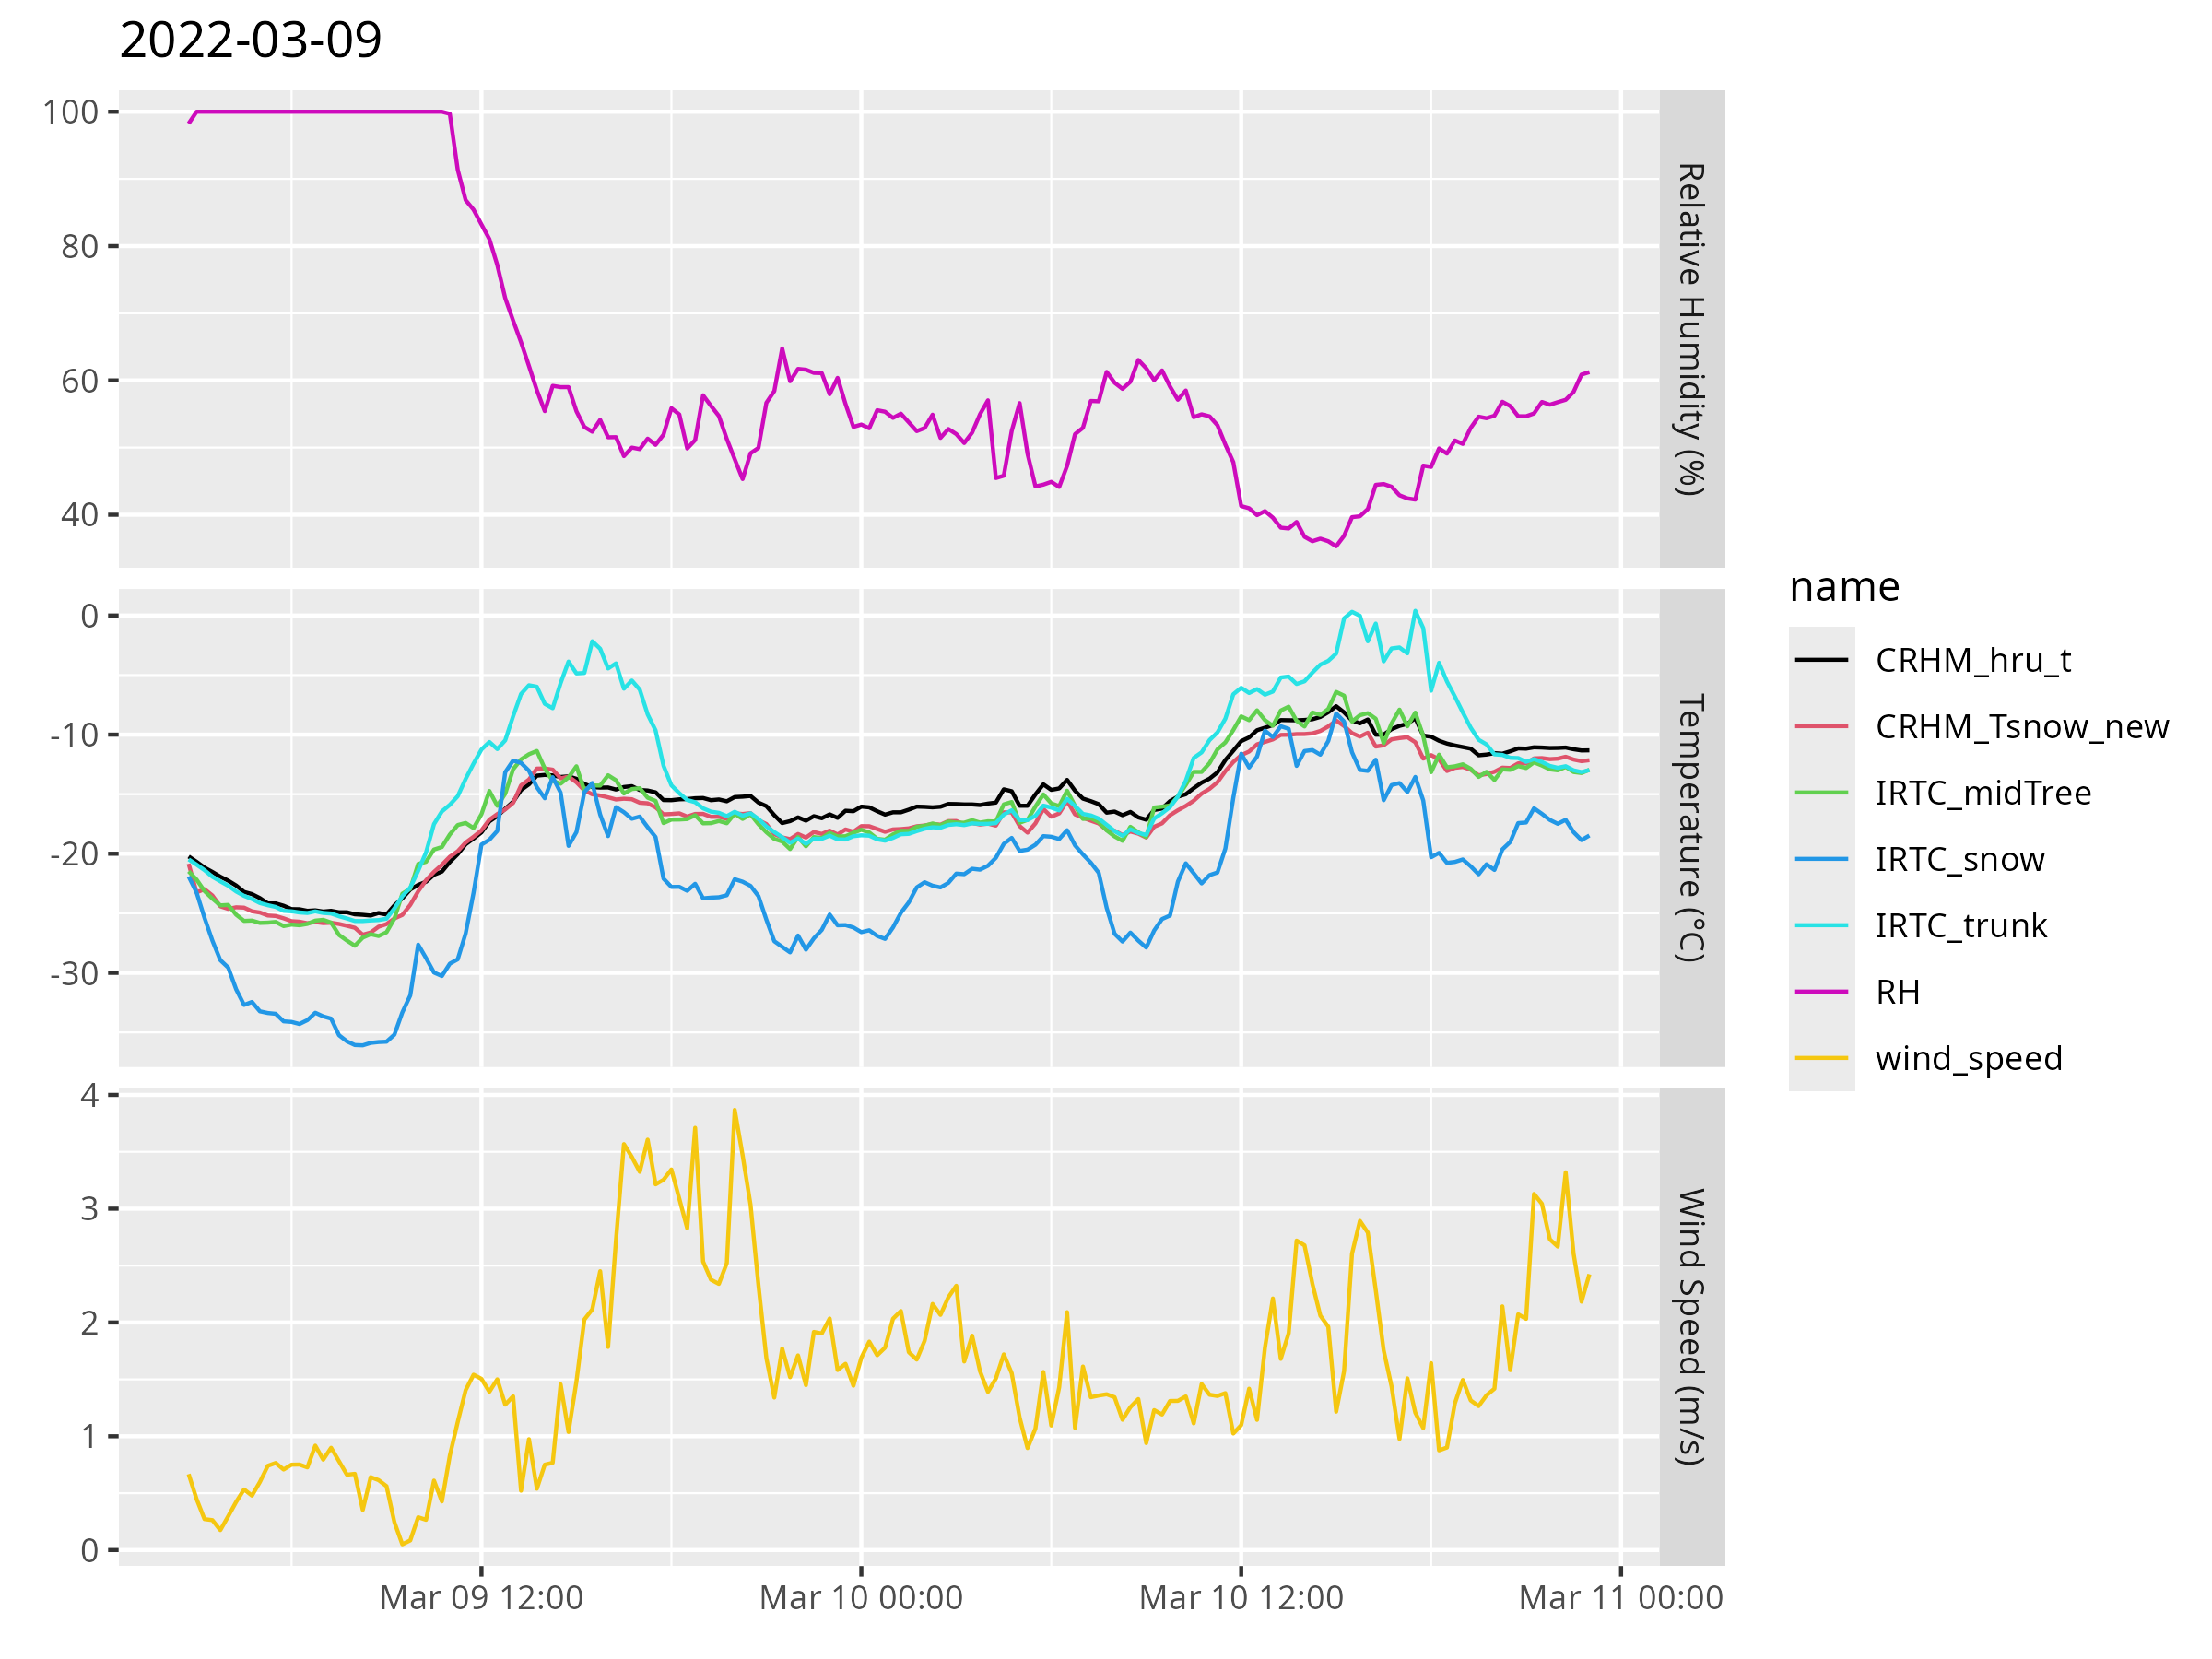 2022-03-09
100
80
60
40
Relative Humidity (%)
0
-10
-20
-30
Temperature (°C)
4
3
2
1
0
Wind Speed (m/s)
Mar 09 12:00
Mar 10 00:00
Mar 10 12:00
Mar 11 00:00
name
CRHM_hru_t
CRHM_Tsnow_new
IRTC_midTree
IRTC_snow
IRTC_trunk
RH
wind_speed